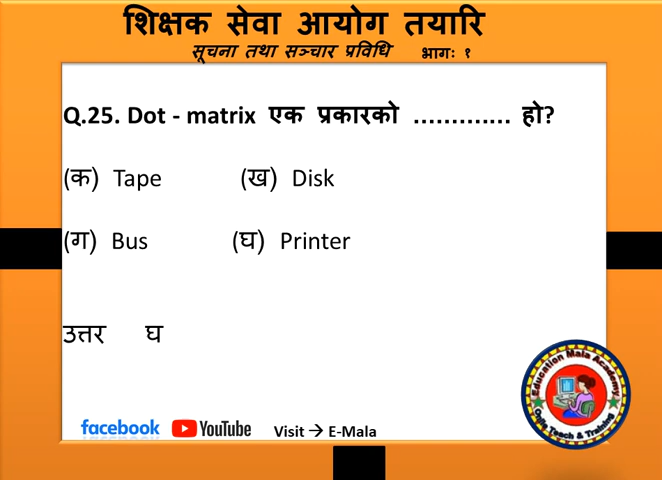 शिक्षक सेवा आयोग तयारि
सूचना तथा सञ्चार प्रविधि भागः १
Q.25. Dot - matrix एक प्रकारको ............. हो?
(क) Tape (ख) Disk
(ग) Bus (घ) Printer
उत्तर घ
Education Mala Academy
Onlie Teach & Training
facebook YouTube Visit → E-Mala